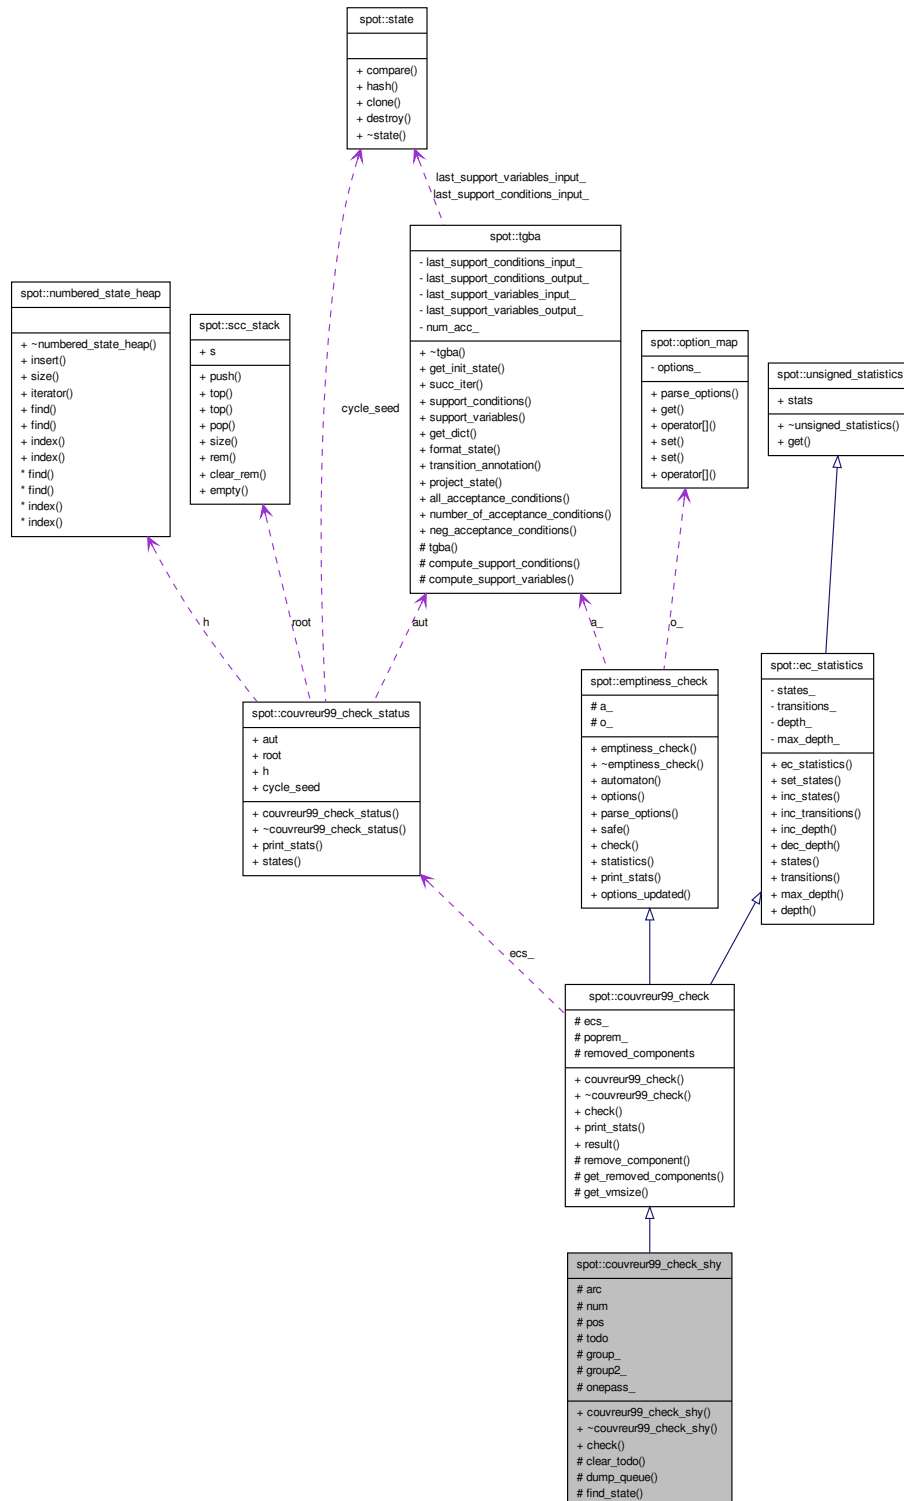 spot::state
+ compare()
+ hash()
+ clone()
+ destroy()
+ ~state()
last_support_variables_input_
last_support_conditions_input_
spot::tgba
- last_support_conditions_input_
- last_support_conditions_output_
- last_support_variables_input_
- last_support_variables_output_
- num_acc_
+ ~tgba()
+ get_init_state()
+ succ_iter()
+ support_conditions()
+ support_variables()
+ get_dict()
+ format_state()
+ transition_annotation()
+ project_state()
+ all_acceptance_conditions()
+ number_of_acceptance_conditions()
+ neg_acceptance_conditions()
# tgba()
# compute_support_conditions()
# compute_support_variables()
spot::numbered_state_heap
+ ~numbered_state_heap()
+ insert()
+ size()
+ iterator()
+ find()
+ find()
+ index()
+ index()
* find()
* find()
* index()
* index()
spot::scc_stack
+ s
+ push()
+ top()
+ top()
+ pop()
+ size()
+ rem()
+ clear_rem()
+ empty()
cycle_seed
spot::option_map
- options_
+ parse_options()
+ get()
+ operator[]()
+ set()
+ set()
+ operator[]()
spot::unsigned_statistics
+ stats
+ ~unsigned_statistics()
+ get()
h
root
aut
a_
o_
spot::couvreur99_check_status
+ aut
+ root
+ h
+ cycle_seed
+ couvreur99_check_status()
+ ~couvreur99_check_status()
+ print_stats()
+ states()
spot::emptiness_check
# a_
# o_
+ emptiness_check()
+ ~emptiness_check()
+ automaton()
+ options()
+ parse_options()
+ safe()
+ check()
+ statistics()
+ print_stats()
+ options_updated()
spot::ec_statistics
- states_
- transitions_
- depth_
- max_depth_
+ ec_statistics()
+ set_states()
+ inc_states()
+ inc_transitions()
+ inc_depth()
+ dec_depth()
+ states()
+ transitions()
+ max_depth()
+ depth()
ecs_
spot::couvreur99_check
# ecs_
# poprem_
# removed_components
+ couvreur99_check()
+ ~couvreur99_check()
+ check()
+ print_stats()
+ result()
# remove_component()
# get_removed_components()
# get_vmsize()
spot::couvreur99_check_shy
# arc
# num
# pos
# todo
# group_
# group2_
# onepass_
+ couvreur99_check_shy()
+ ~couvreur99_check_shy()
+ check()
# clear_todo()
# dump_queue()
# find_state()